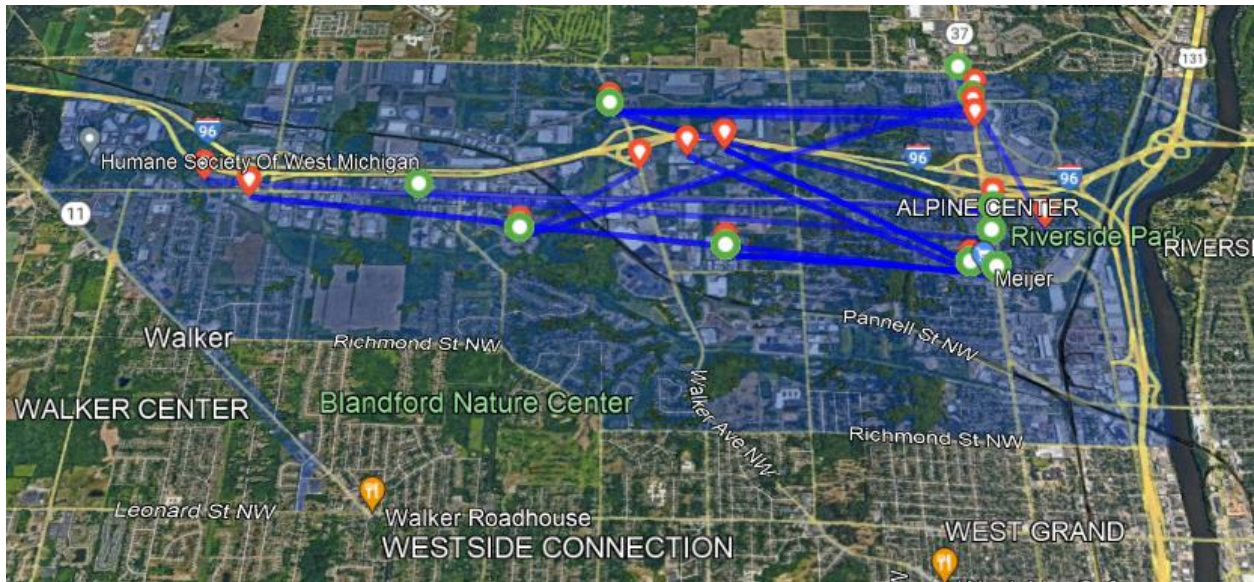 37
131
96
Humane Society Of West Michigan
96
96
11
ALPINE CENTER
Riverside Park
RIVERSI
Meijer
Pannell St NW
Walker
Richmond St NW
WALKER CENTER
Blandford Nature Center
Walker Ave NW
Richmond St NW
Leonard St NW
Walker Roadhouse
WESTSIDE CONNECTION
WEST GRAND